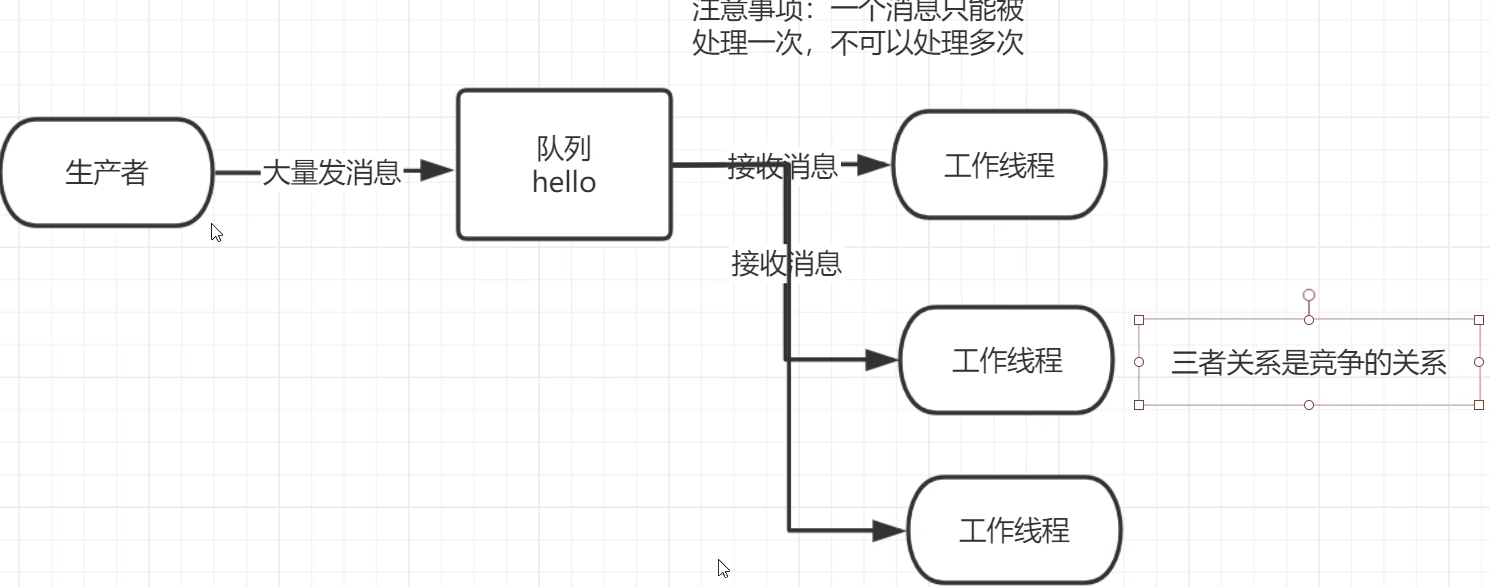 注意事项：一个消息只能被
处理一次，不可以处理多次
生产者
大量发消息
队列
hello
接收消息
工作线程
接收消息
工作线程
三者关系是竞争的关系
工作线程